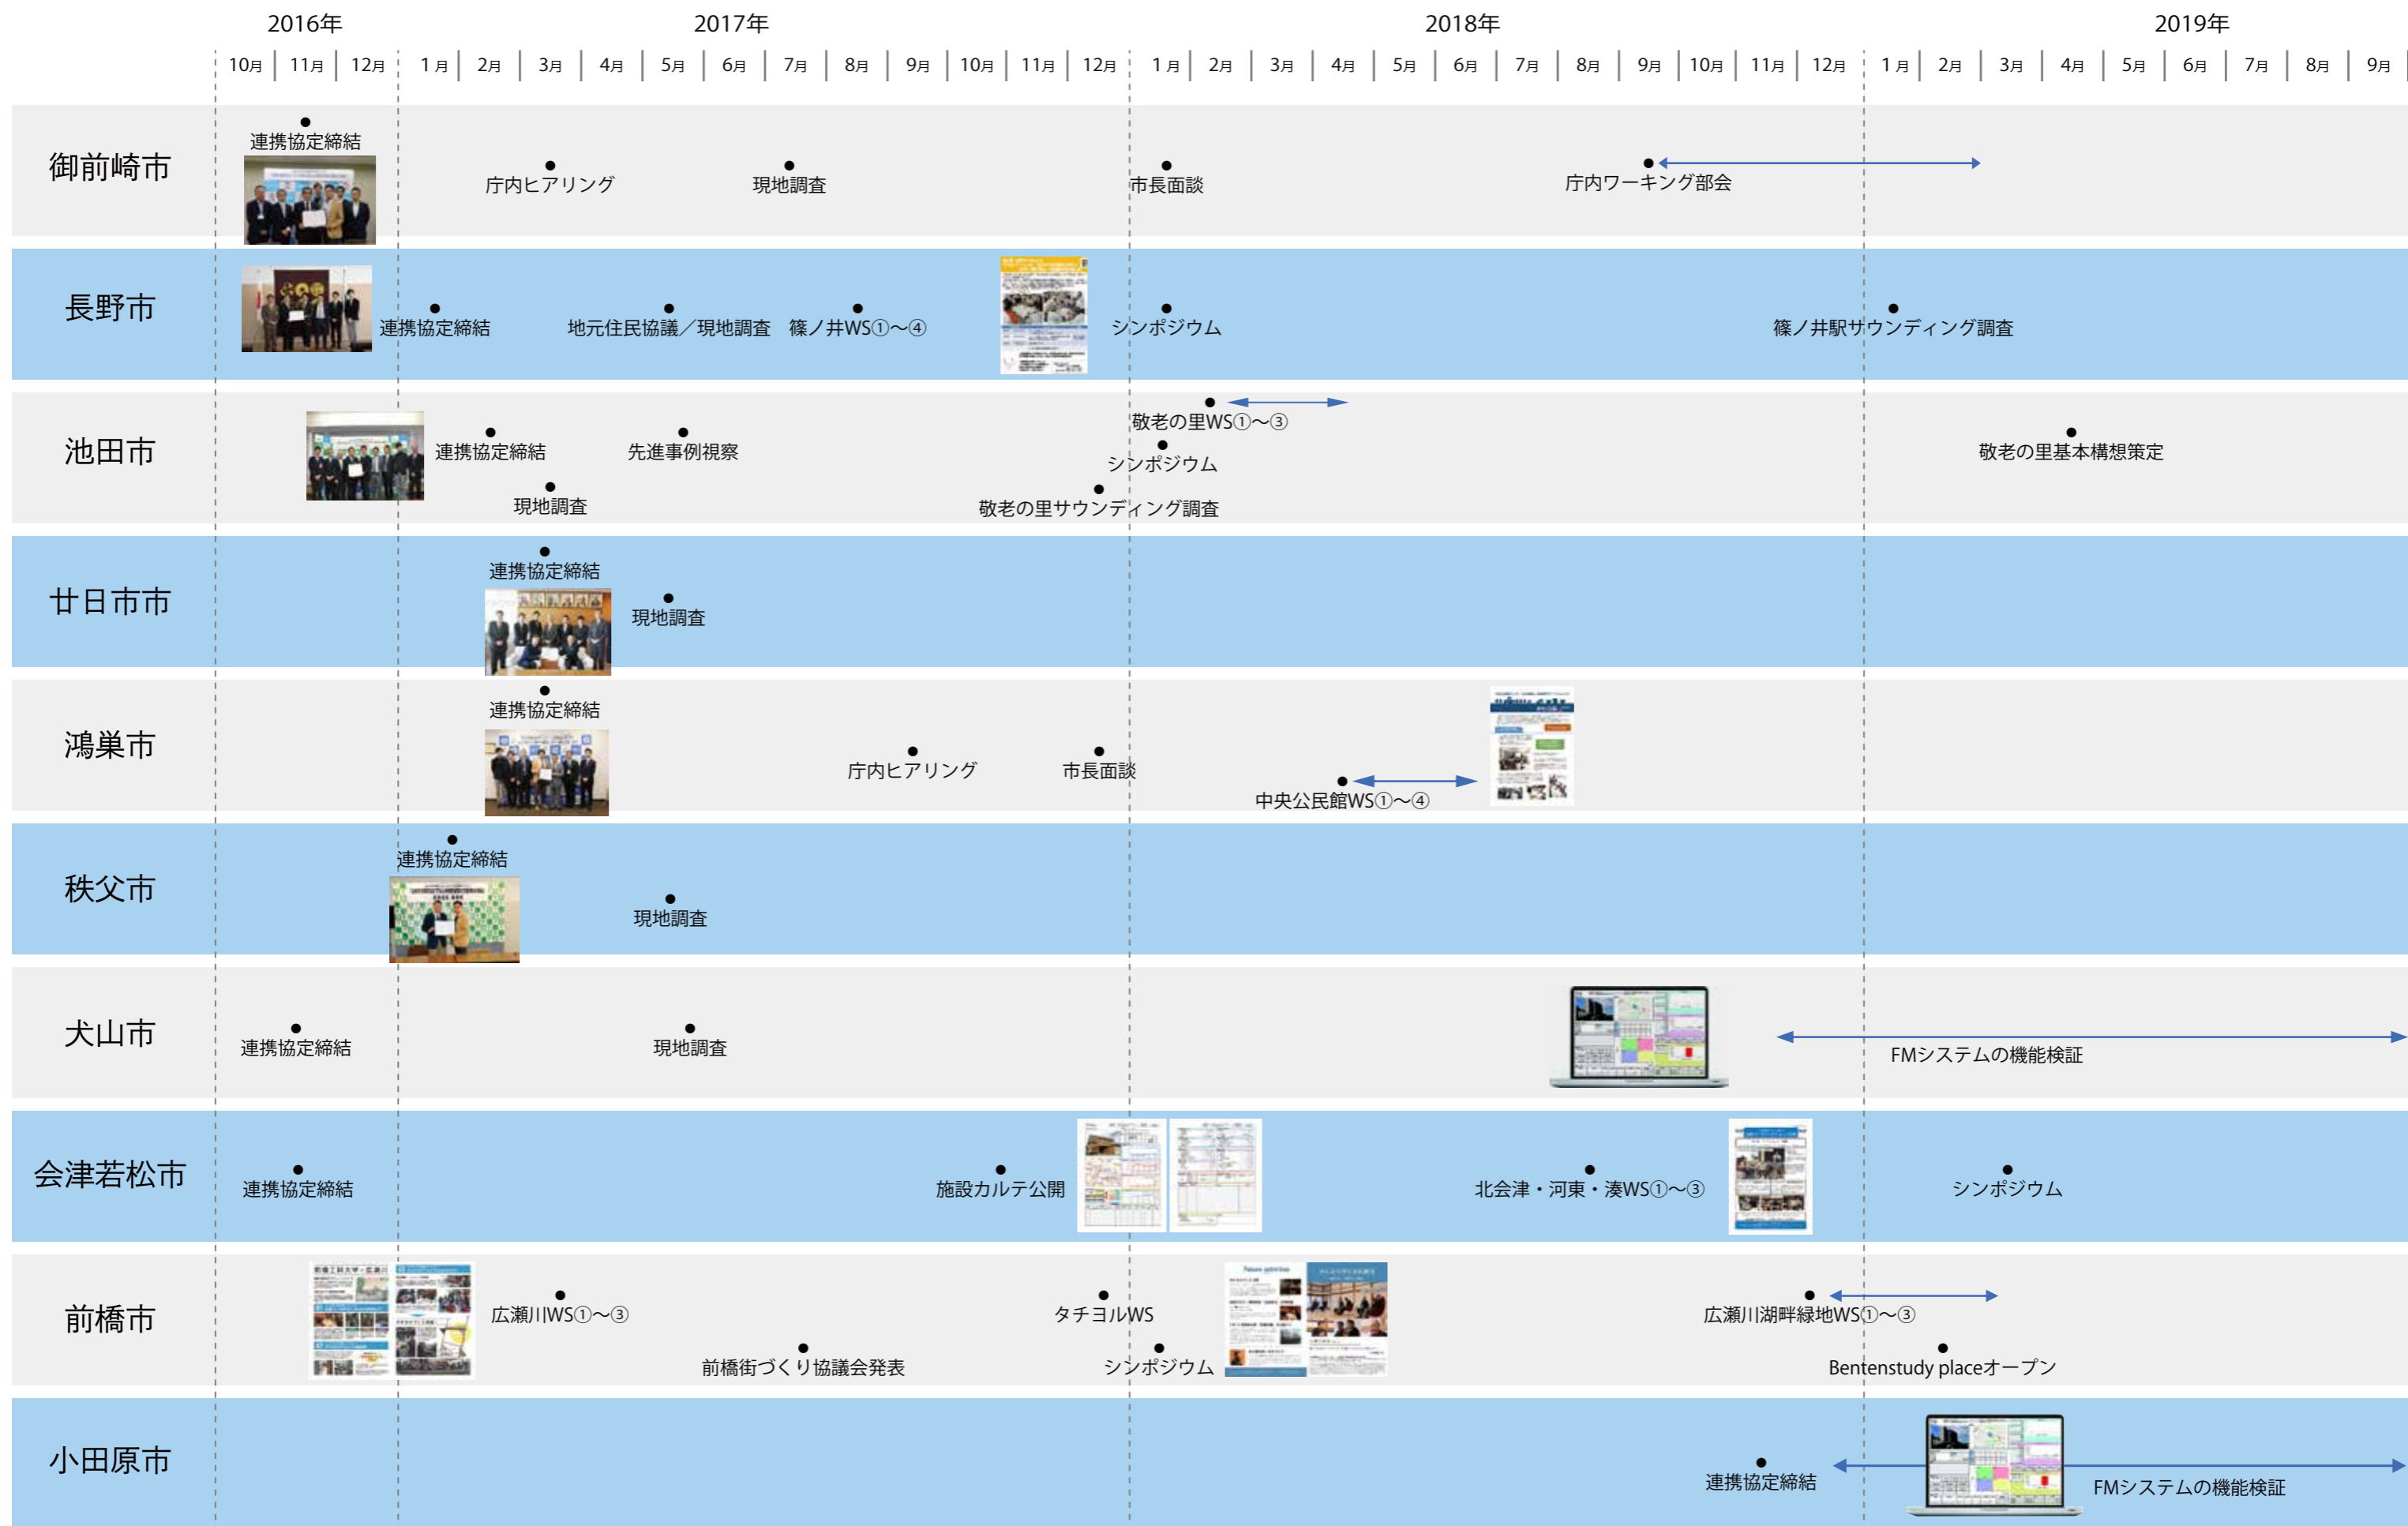 2016年
2017年
2018年
2019年
10月 11月 12月 1月 2月 3月 4月 5月 6月 7月 8月 9月 10月 11月 12月 1月 2月 3月 4月 5月 6月 7月 8月 9月 10月 11月 12月 1月 2月 3月 4月 5月 6月 7月 8月 9月
御前崎市
連携協定締結
庁内ヒアリング
現地調査
市長面談
庁内ワーキング部会
長野市
連携協定締結
地元住民協議／現地調査
篠ノ井WS①〜④
シンポジウム
篠ノ井駅サウンディング調査
池田市
連携協定締結
現地調査
先進事例視察
敬老の里WS①〜③
シンポジウム
敬老の里サウンディング調査
敬老の里基本構想策定
廿日市市
連携協定締結
現地調査
鴻巣市
連携協定締結
庁内ヒアリング
市長面談
中央公民館WS①〜④
秩父市
連携協定締結
現地調査
犬山市
連携協定締結
現地調査
FMシステムの機能検証
会津若松市
連携協定締結
施設カルテ公開
北会津・河東・湊WS①〜③
シンポジウム
前橋市
広瀬川WS①〜③
前橋街づくり協議会発表
タチヨルWS
シンポジウム
広瀬川湖畔緑地WS①〜③
Bentenstudy placeオープン
小田原市
連携協定締結
FMシステムの機能検証